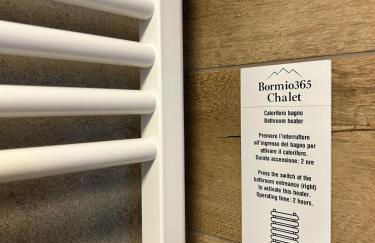 Bormio365
Chalet
Calorifero bagno
Bathroom heater
Premere l'interruttore
all'ingresso del bagno per
attivare il calorifero.
Durata accensione: 2 ore
Press the switch at the
bathroom entreance (right)
to activate this heater.
Operating time: 2 hours.